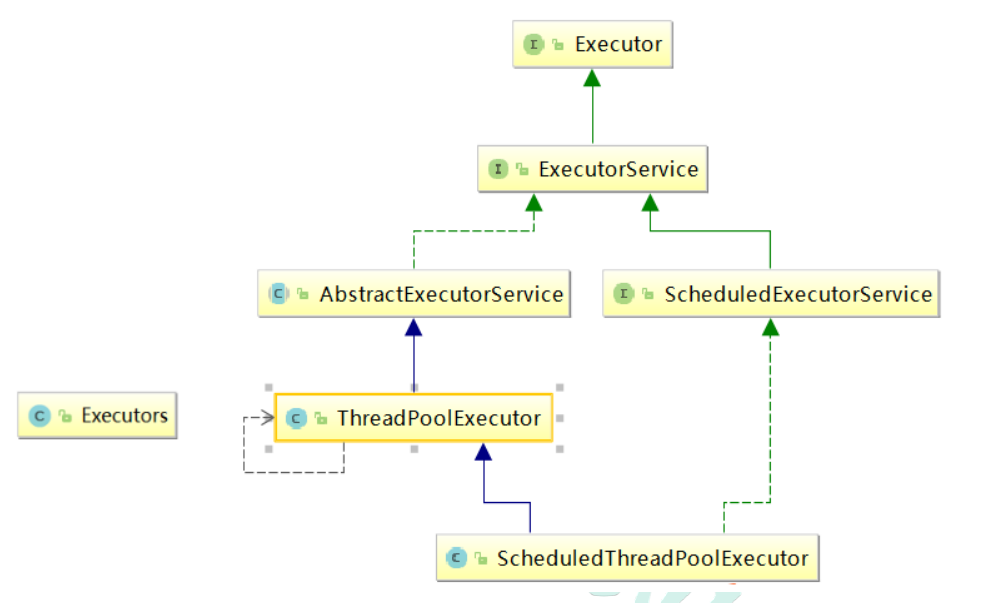 Executor
ExecutorService
AbstractExecutorService
ScheduledExecutorService
Executors
ThreadPoolExecutor
ScheduledThreadPoolExecutor